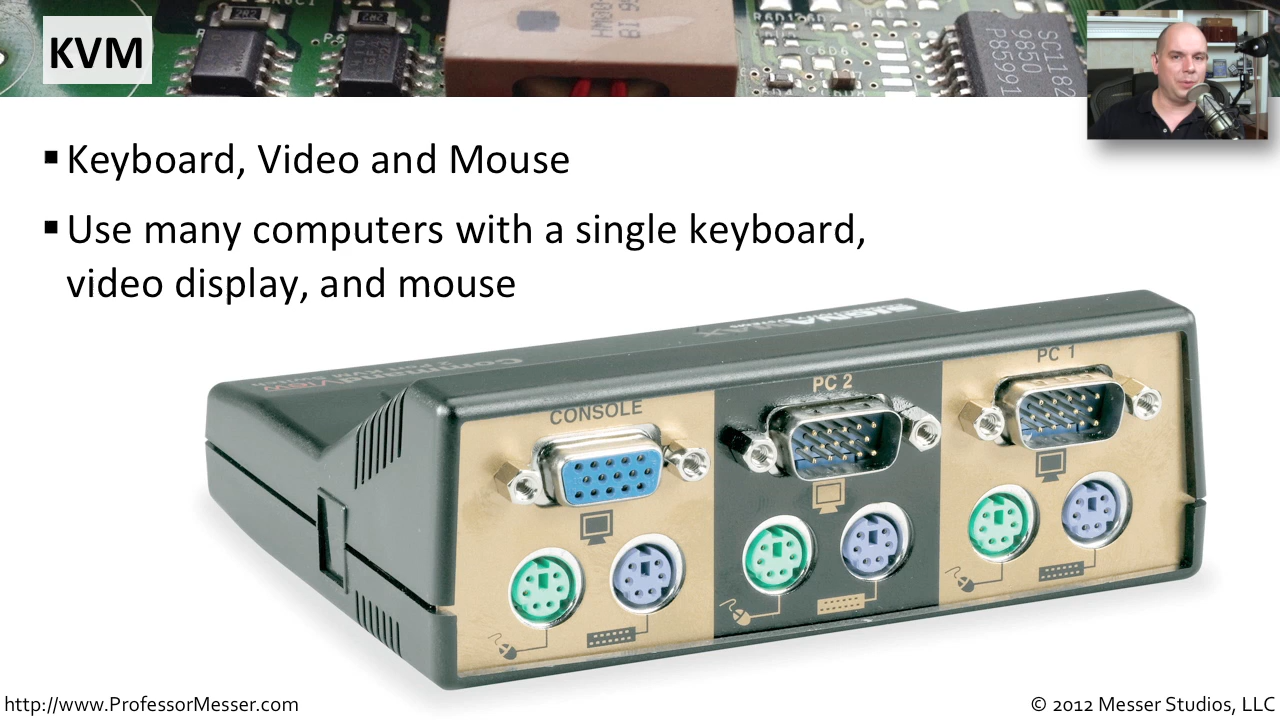 KVM
▪ Keyboard, Video and Mouse
▪ Use many computers with a single keyboard,
video display, and mouse
CONSOLE
PC 2
PC 1
http://www.ProfessorMesser.com
© 2012 Messer Studios, LLC